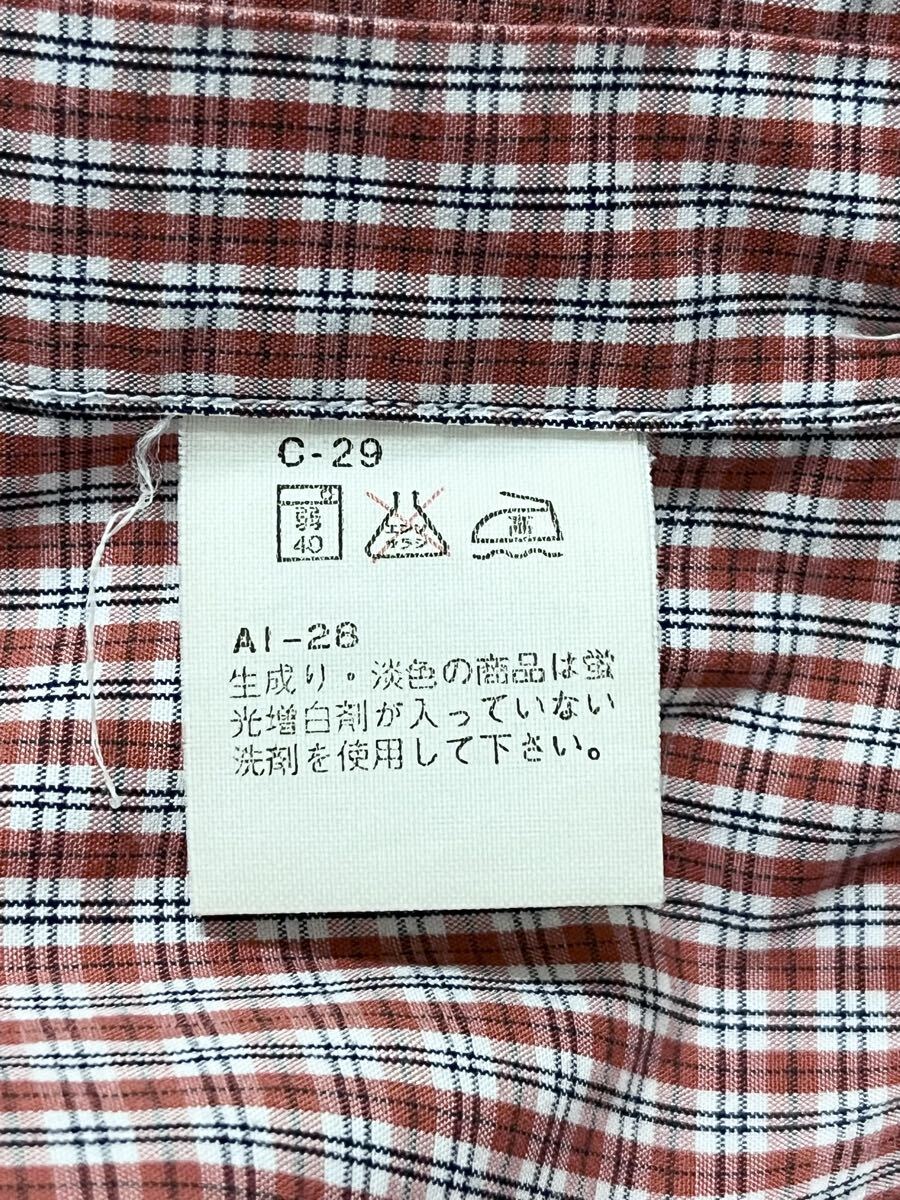 C-29
弱
40
エンソ
サラシ
高
AI-28
生成り・淡色の商品は蛍
光増白剤が入っていない
洗剤を使用して下さい。